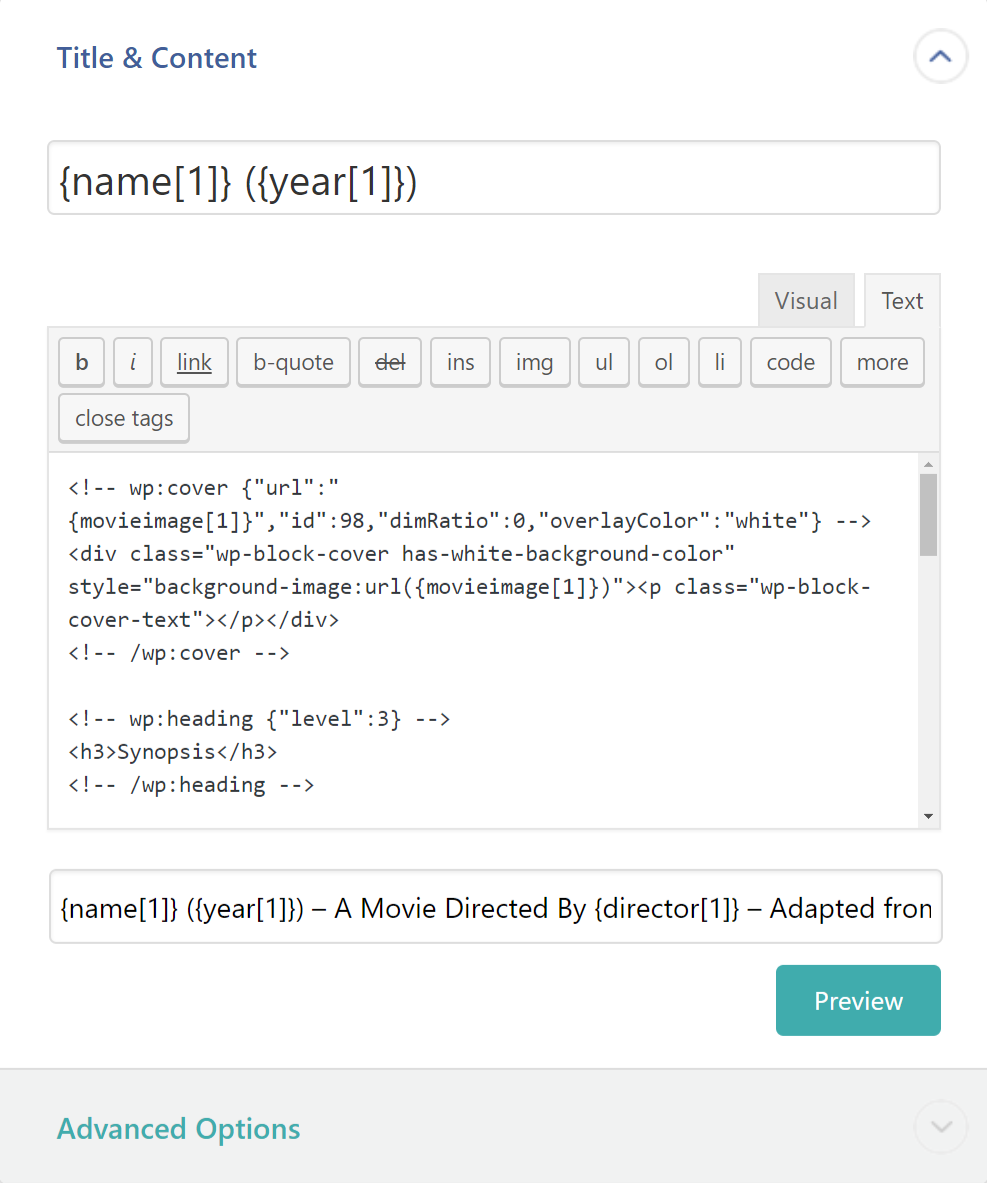 Title & Content
{name[1]} ({year[1]})
Visual Text
b i link b-quote del ins img ul ol li code more
close tags
<!-- wp:cover {"url":"
{movieimage[1]}","id":98,"dimRatio":0,"overlayColor":"white"} -->
<div class="wp-block-cover has-white-background-color"
style="background-image:url({movieimage[1]})"><p class="wp-block-
cover-text"></p></div>
<!-- /wp:cover -->
<!-- wp:heading {"level":3} -->
<h3>Synopsis</h3>
<!-- /wp:heading -->
{name[1]} ({year[1]}) – A Movie Directed By {director[1]} – Adapted from
Preview
Advanced Options